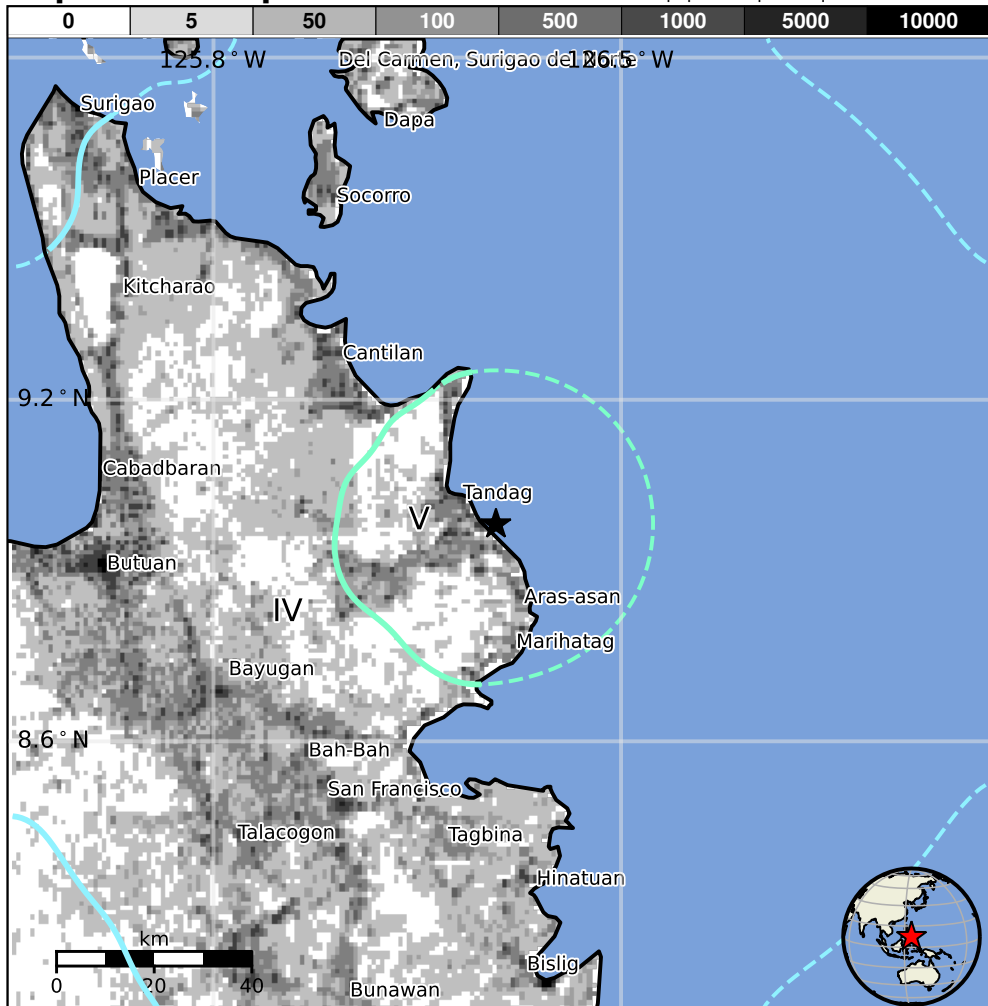 0 5 50 100 500 1000 5000 10000
125.8°W 126.5°W
Del Carmen, Surigao del Norte
Surigao
Dapa
Placer
Socorro
Kitcharao
Cantilan
9.2°N
Cabadbaran
Tandag
V
Butuan
Aras-asan
IV
Marihatag
Bayugan
8.6°N
Bah-Bah
San Francisco
Talacogon
Tagbina
Hinatuan
km
Bislig
0 20 40
Bunawan